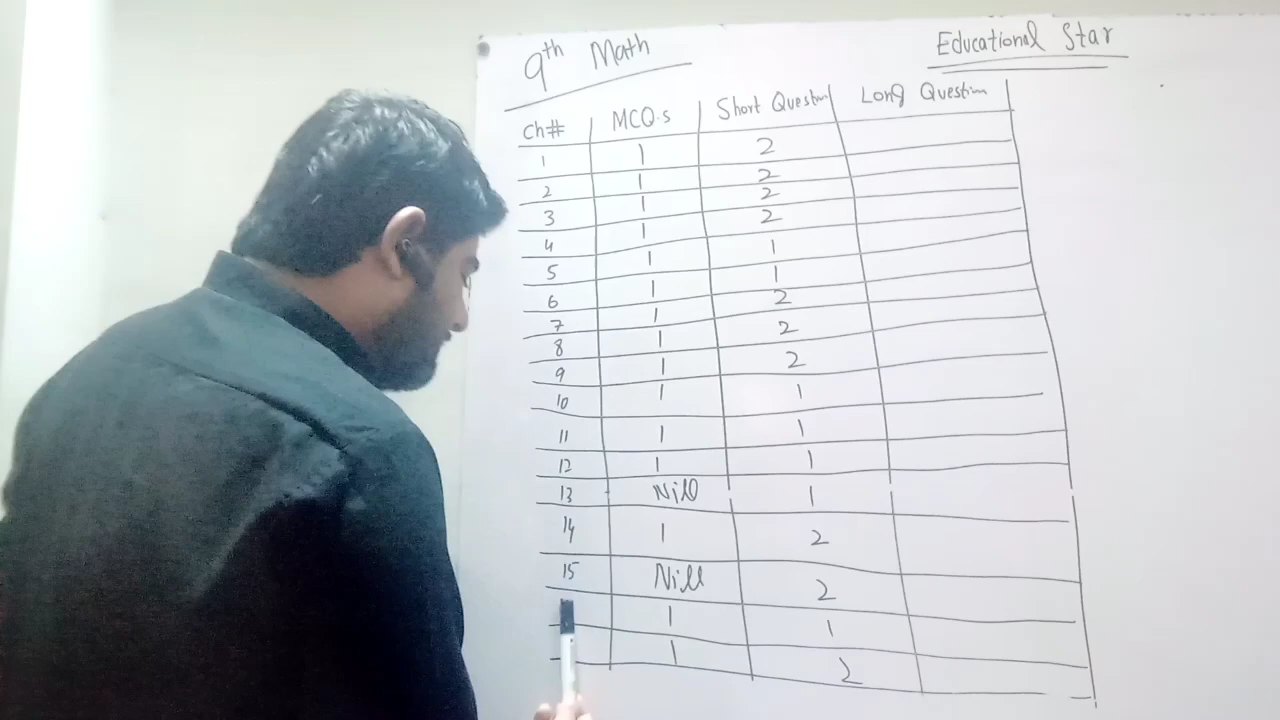 9th Math
Educational Star
Ch# MCQ.s Short Question Long Question
1 1 2
2 1 2
3 1 2
4 1 2
5 1 1
6 1 1
7 1 2
8 1 2
9 1 2
10 1 1
11 1 1
12 1 1
13 Nill 1
14 1 2
15 Nill 2
1 1
1 2